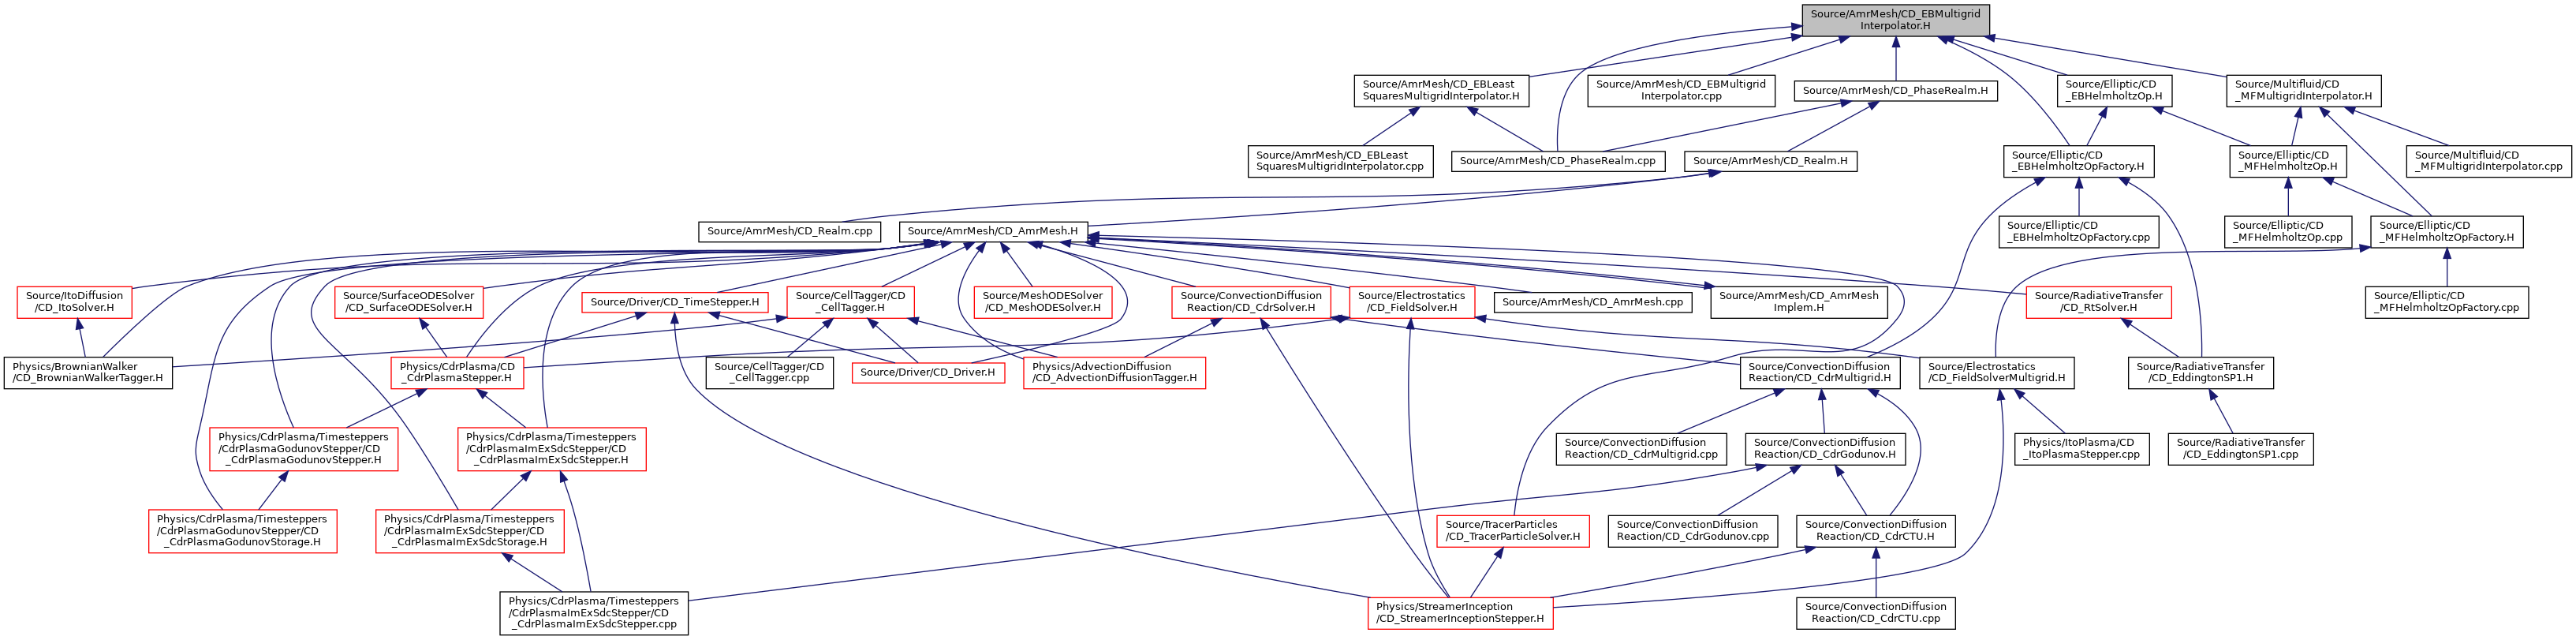 Source/AmrMesh/CD_EBMultigrid
Interpolator.H
Source/AmrMesh/CD_EBLeast
SquaresMultigridInterpolator.H
Source/AmrMesh/CD_EBMultigrid
Interpolator.cpp
Source/AmrMesh/CD_PhaseRealm.H
Source/Elliptic/CD
_EBHelmholtzOp.H
Source/Multifluid/CD
_MFMultigridInterpolator.H
Source/AmrMesh/CD_EBLeast
SquaresMultigridInterpolator.cpp
Source/AmrMesh/CD_PhaseRealm.cpp
Source/AmrMesh/CD_Realm.H
Source/Elliptic/CD
_EBHelmholtzOpFactory.H
Source/Elliptic/CD
_MFHelmholtzOp.H
Source/Multifluid/CD
_MFMultigridInterpolator.cpp
Source/AmrMesh/CD_Realm.cpp
Source/AmrMesh/CD_AmrMesh.H
Source/Elliptic/CD
_EBHelmholtzOpFactory.cpp
Source/Elliptic/CD
_MFHelmholtzOp.cpp
Source/Elliptic/CD
_MFHelmholtzOpFactory.H
Source/ItoDiffusion
/CD_ItoSolver.H
Source/SurfaceODESolver
/CD_SurfaceODESolver.H
Source/Driver/CD_TimeStepper.H
Source/CellTagger/CD
_CellTagger.H
Source/MeshODESolver
/CD_MeshODESolver.H
Source/ConvectionDiffusion
Reaction/CD_CdrSolver.H
Source/Electrostatics
/CD_FieldSolver.H
Source/AmrMesh/CD_AmrMesh.cpp
Source/AmrMesh/CD_AmrMesh
Implem.H
Source/RadiativeTransfer
/CD_RtSolver.H
Source/Elliptic/CD
_MFHelmholtzOpFactory.cpp
Physics/BrownianWalker
/CD_BrownianWalkerTagger.H
Physics/CdrPlasma/CD
_CdrPlasmaStepper.H
Source/CellTagger/CD
_CellTagger.cpp
Source/Driver/CD_Driver.H
Physics/AdvectionDiffusion
/CD_AdvectionDiffusionTagger.H
Source/ConvectionDiffusion
Reaction/CD_CdrMultigrid.H
Source/Electrostatics
/CD_FieldSolverMultigrid.H
Source/RadiativeTransfer
/CD_EddingtonSP1.H
Physics/CdrPlasma/Timesteppers
/CdrPlasmaGodunovStepper/CD
_CdrPlasmaGodunovStepper.H
Physics/CdrPlasma/Timesteppers
/CdrPlasmaImExSdcStepper/CD
_CdrPlasmaImExSdcStepper.H
Source/ConvectionDiffusion
Reaction/CD_CdrMultigrid.cpp
Source/ConvectionDiffusion
Reaction/CD_CdrGodunov.H
Physics/ItoPlasma/CD
_ItoPlasmaStepper.cpp
Source/RadiativeTransfer
/CD_EddingtonSP1.cpp
Physics/CdrPlasma/Timesteppers
/CdrPlasmaGodunovStepper/CD
_CdrPlasmaGodunovStorage.H
Physics/CdrPlasma/Timesteppers
/CdrPlasmaImExSdcStepper/CD
_CdrPlasmaImExSdcStorage.H
Source/TracerParticles
/CD_TracerParticleSolver.H
Source/ConvectionDiffusion
Reaction/CD_CdrGodunov.cpp
Source/ConvectionDiffusion
Reaction/CD_CdrCTU.H
Physics/CdrPlasma/Timesteppers
/CdrPlasmaImExSdcStepper/CD
_CdrPlasmaImExSdcStepper.cpp
Physics/StreamerInception
/CD_StreamerInceptionStepper.H
Source/ConvectionDiffusion
Reaction/CD_CdrCTU.cpp